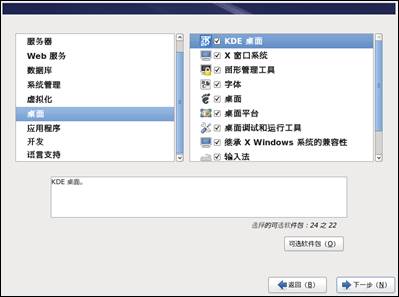 服务器
Web 服务
数据库
系统管理
虚拟化
桌面
应用程序
开发
语言支持
KDE 桌面
X 窗口系统
图形管理工具
字体
桌面
桌面平台
桌面调试和运行工具
继承 X Windows 系统的兼容性
输入法
KDE 桌面。
选择的可选软件包：24 之 22
可选软件包（O）
返回（B）
下一步（N）